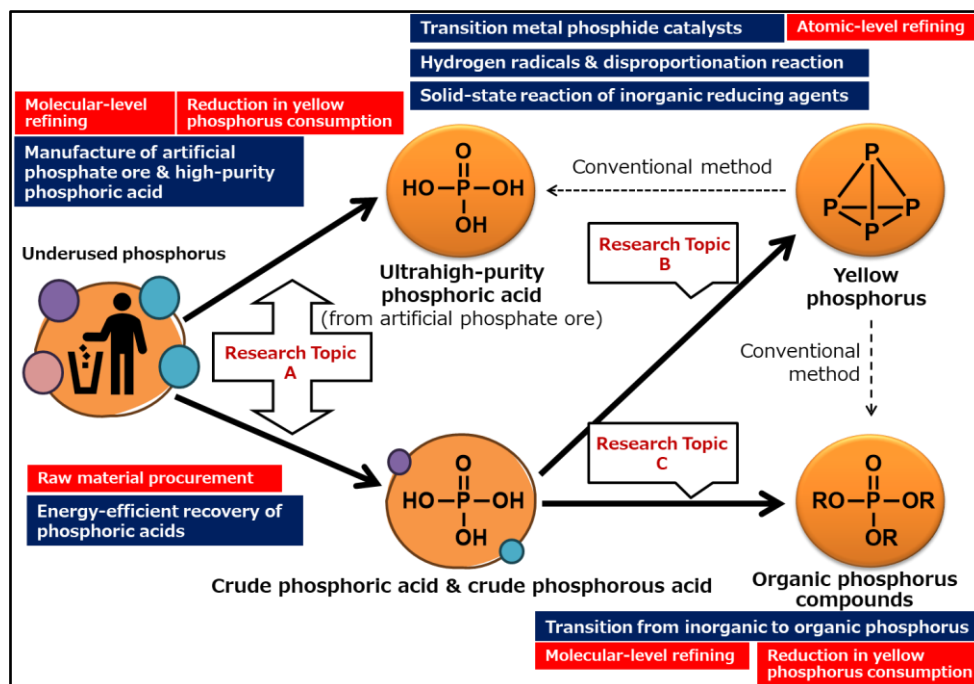 Transition metal phosphide catalysts
Atomic-level refining
Hydrogen radicals & disproportionation reaction
Solid-state reaction of inorganic reducing agents
Molecular-level
refining
Reduction in yellow
phosphorus consumption
Manufacture of artificial
phosphate ore & high-purity
phosphoric acid
O
HO-P-OH
OH
Conventional method
P
P P P
Underused phosphorus
Ultrahigh-purity
phosphoric acid
(from artificial phosphate ore)
Research Topic
B
Yellow
phosphorus
Research Topic
A
Conventional
method
Research Topic
C
Raw material procurement
Energy-efficient recovery of
phosphoric acids
O
HO-P-OH
OH
O
RO-P-OR
OR
Crude phosphoric acid & crude phosphorous acid
Organic phosphorus
compounds
Transition from inorganic to organic phosphorus
Molecular-level refining
Reduction in yellow
phosphorus consumption